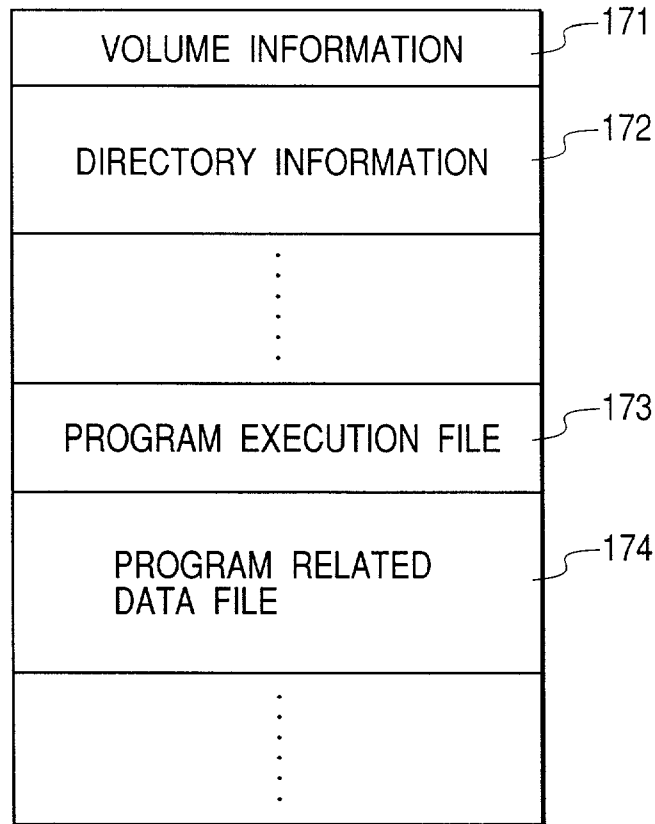 VOLUME INFORMATION
171
DIRECTORY INFORMATION
172
PROGRAM EXECUTION FILE
173
PROGRAM RELATED
DATA FILE
174